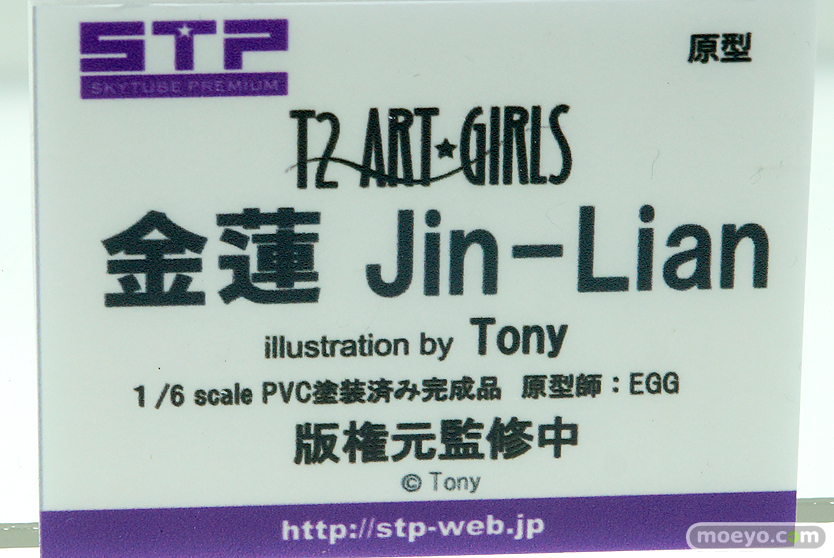 STP
SKYTUBE PREMIUM
原型
T2 ART★GIRLS
金蓮 Jin-Lian
illustration by Tony
1/6 scale PVC塗装済み完成品 原型師：EGG
版権元監修中
© Tony
http://stp-web.jp
moeyo.com